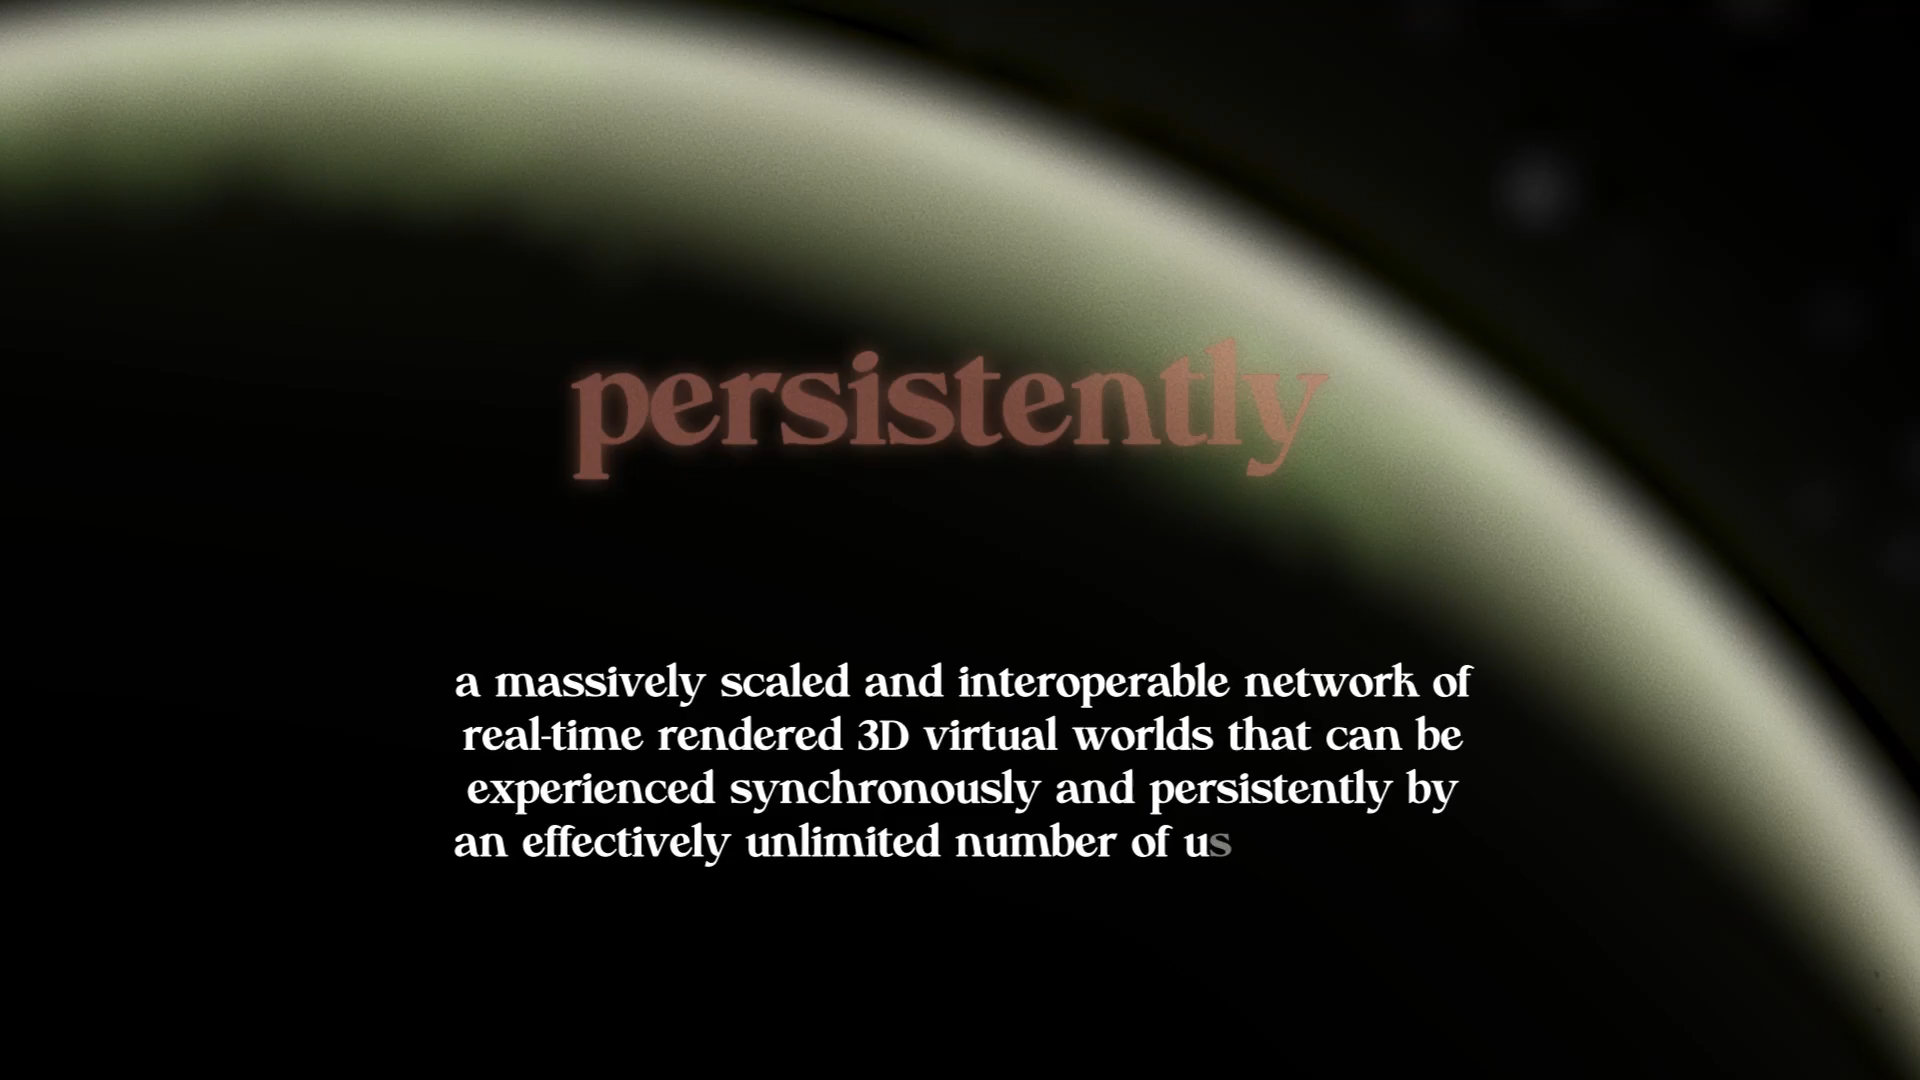 persistently
a massively scaled and interoperable network of
real-time rendered 3D virtual worlds that can be
experienced synchronously and persistently by
an effectively unlimited number of us